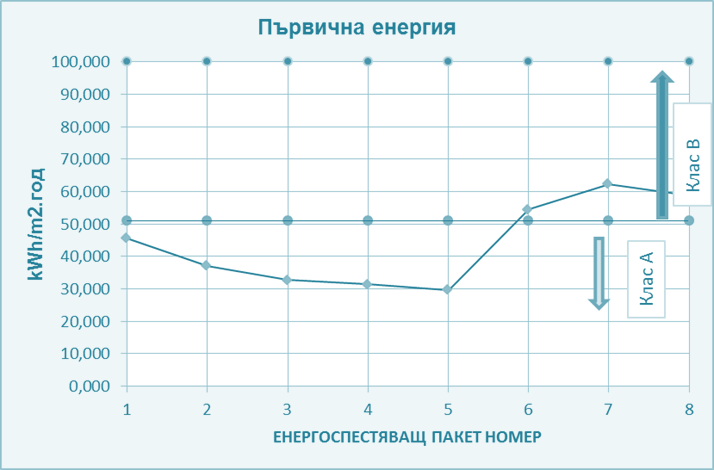 Първична енергия
kWh/m2.год
100,000
90,000
80,000
70,000
60,000
50,000
40,000
30,000
20,000
10,000
0,000
Клас B
Клас A
1 2 3 4 5 6 7 8
ЕНЕРГОСПЕСТЯВАЩ ПАКЕТ НОМЕР